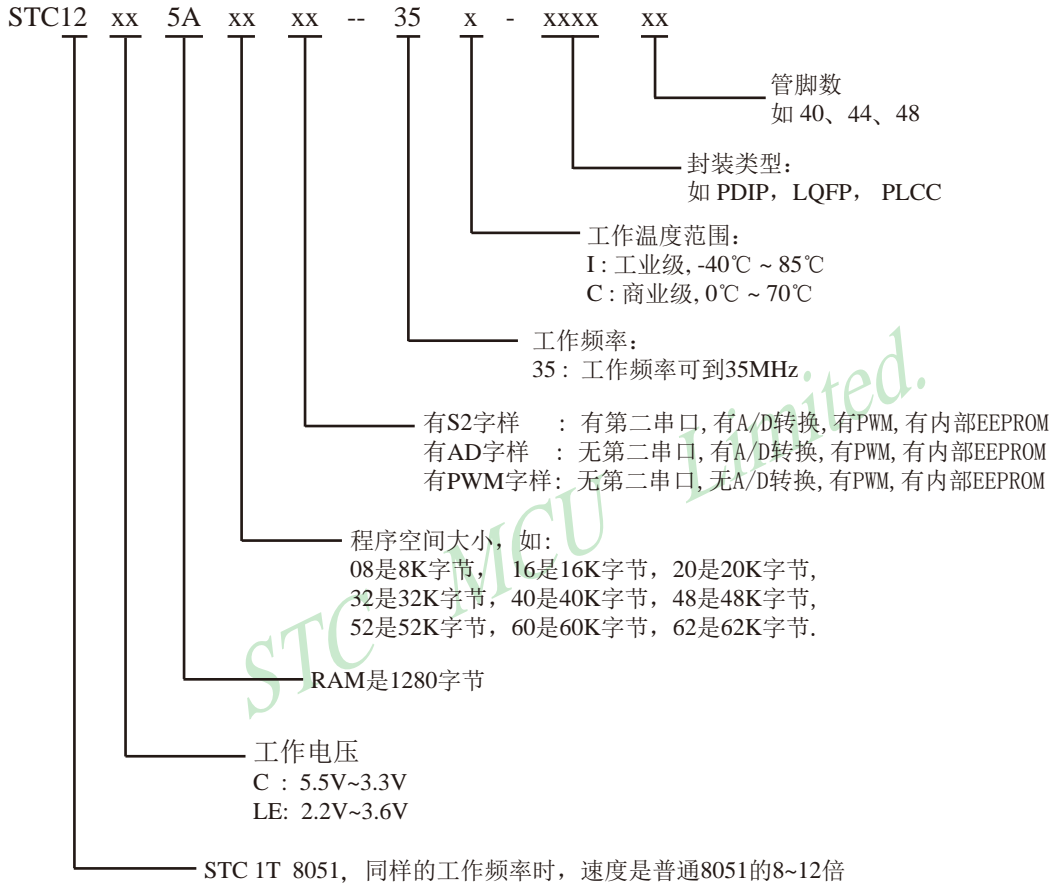 STC12 xx 5A xx xx -- 35 x - xxxx xx
管脚数
如 40、44、48
封装类型：
如 PDIP，LQFP， PLCC
工作温度范围：
I : 工业级, -40℃ ~ 85℃
C : 商业级, 0℃ ~ 70℃
工作频率：
35 : 工作频率可到35MHz
有S2字样 : 有第二串口, 有A/D转换, 有PWM, 有内部EEPROM
有AD字样 : 无第二串口, 有A/D转换, 有PWM, 有内部EEPROM
有PWM字样: 无第二串口, 无A/D转换, 有PWM, 有内部EEPROM
程序空间大小，如:
08是8K字节， 16是16K字节，20是20K字节,
32是32K字节，40是40K字节，48是48K字节,
52是52K字节，60是60K字节，62是62K字节.
RAM是1280字节
工作电压
C : 5.5V~3.3V
LE: 2.2V~3.6V
STC 1T 8051, 同样的工作频率时，速度是普通8051的8~12倍
STC MCU Limited.